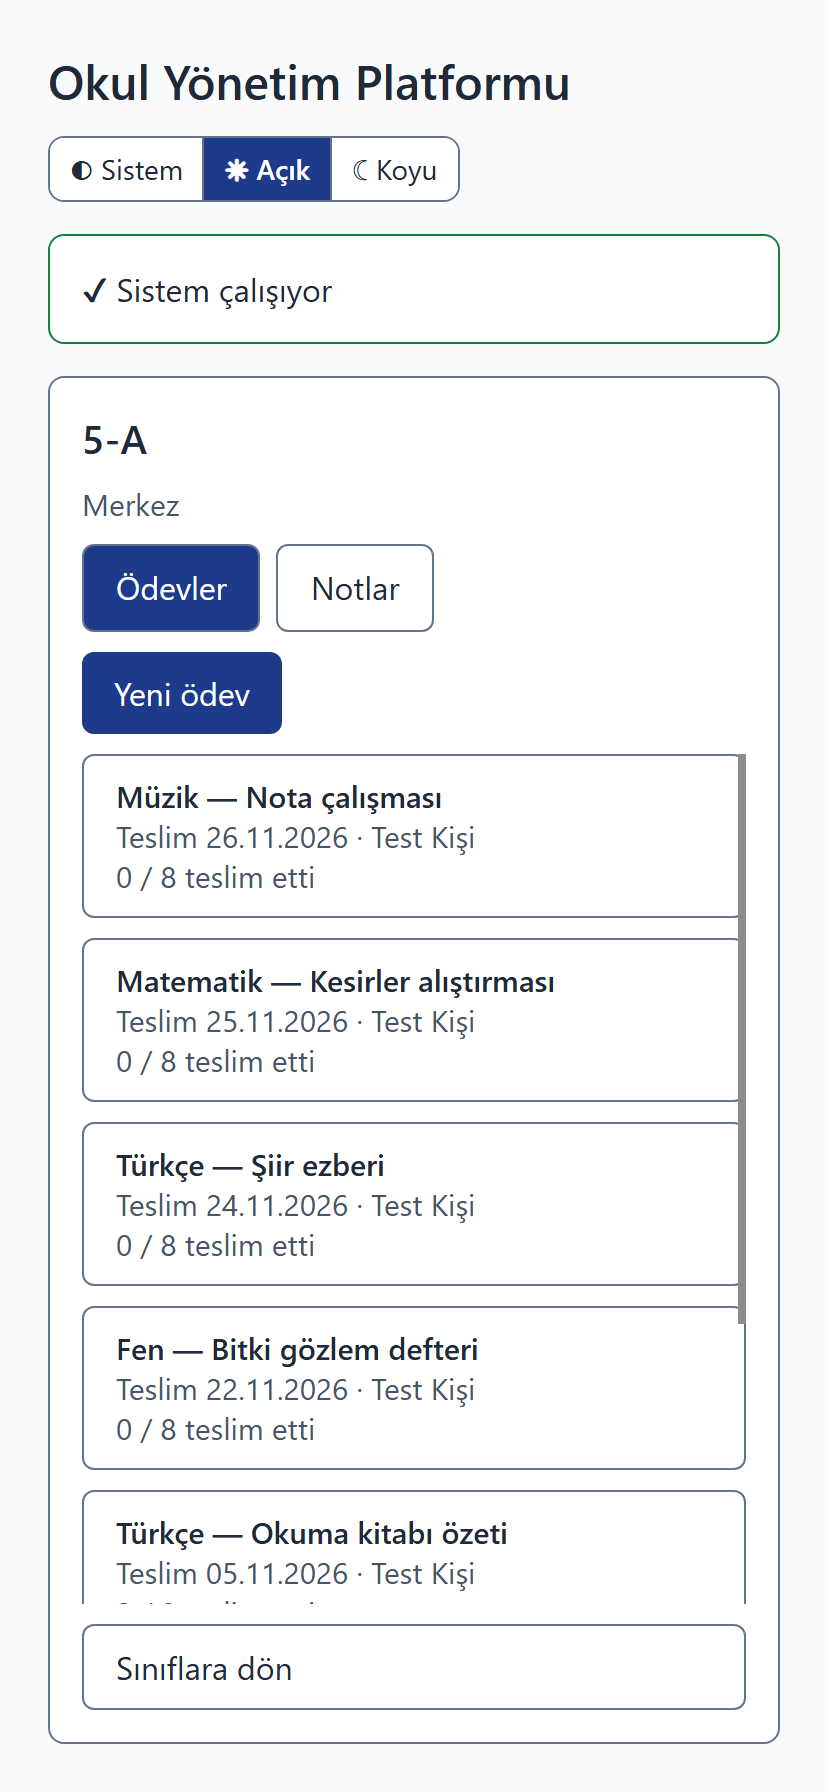 Okul Yönetim Platformu
◐ Sistem
✱ Açık
☾ Koyu
✓ Sistem çalışıyor
5-A
Merkez
Ödevler
Notlar
Yeni ödev
Müzik — Nota çalışması
Teslim 26.11.2026 · Test Kişi
0 / 8 teslim etti
Matematik — Kesirler alıştırması
Teslim 25.11.2026 · Test Kişi
0 / 8 teslim etti
Türkçe — Şiir ezberi
Teslim 24.11.2026 · Test Kişi
0 / 8 teslim etti
Fen — Bitki gözlem defteri
Teslim 22.11.2026 · Test Kişi
0 / 8 teslim etti
Türkçe — Okuma kitabı özeti
Teslim 05.11.2026 · Test Kişi
Sınıflara dön